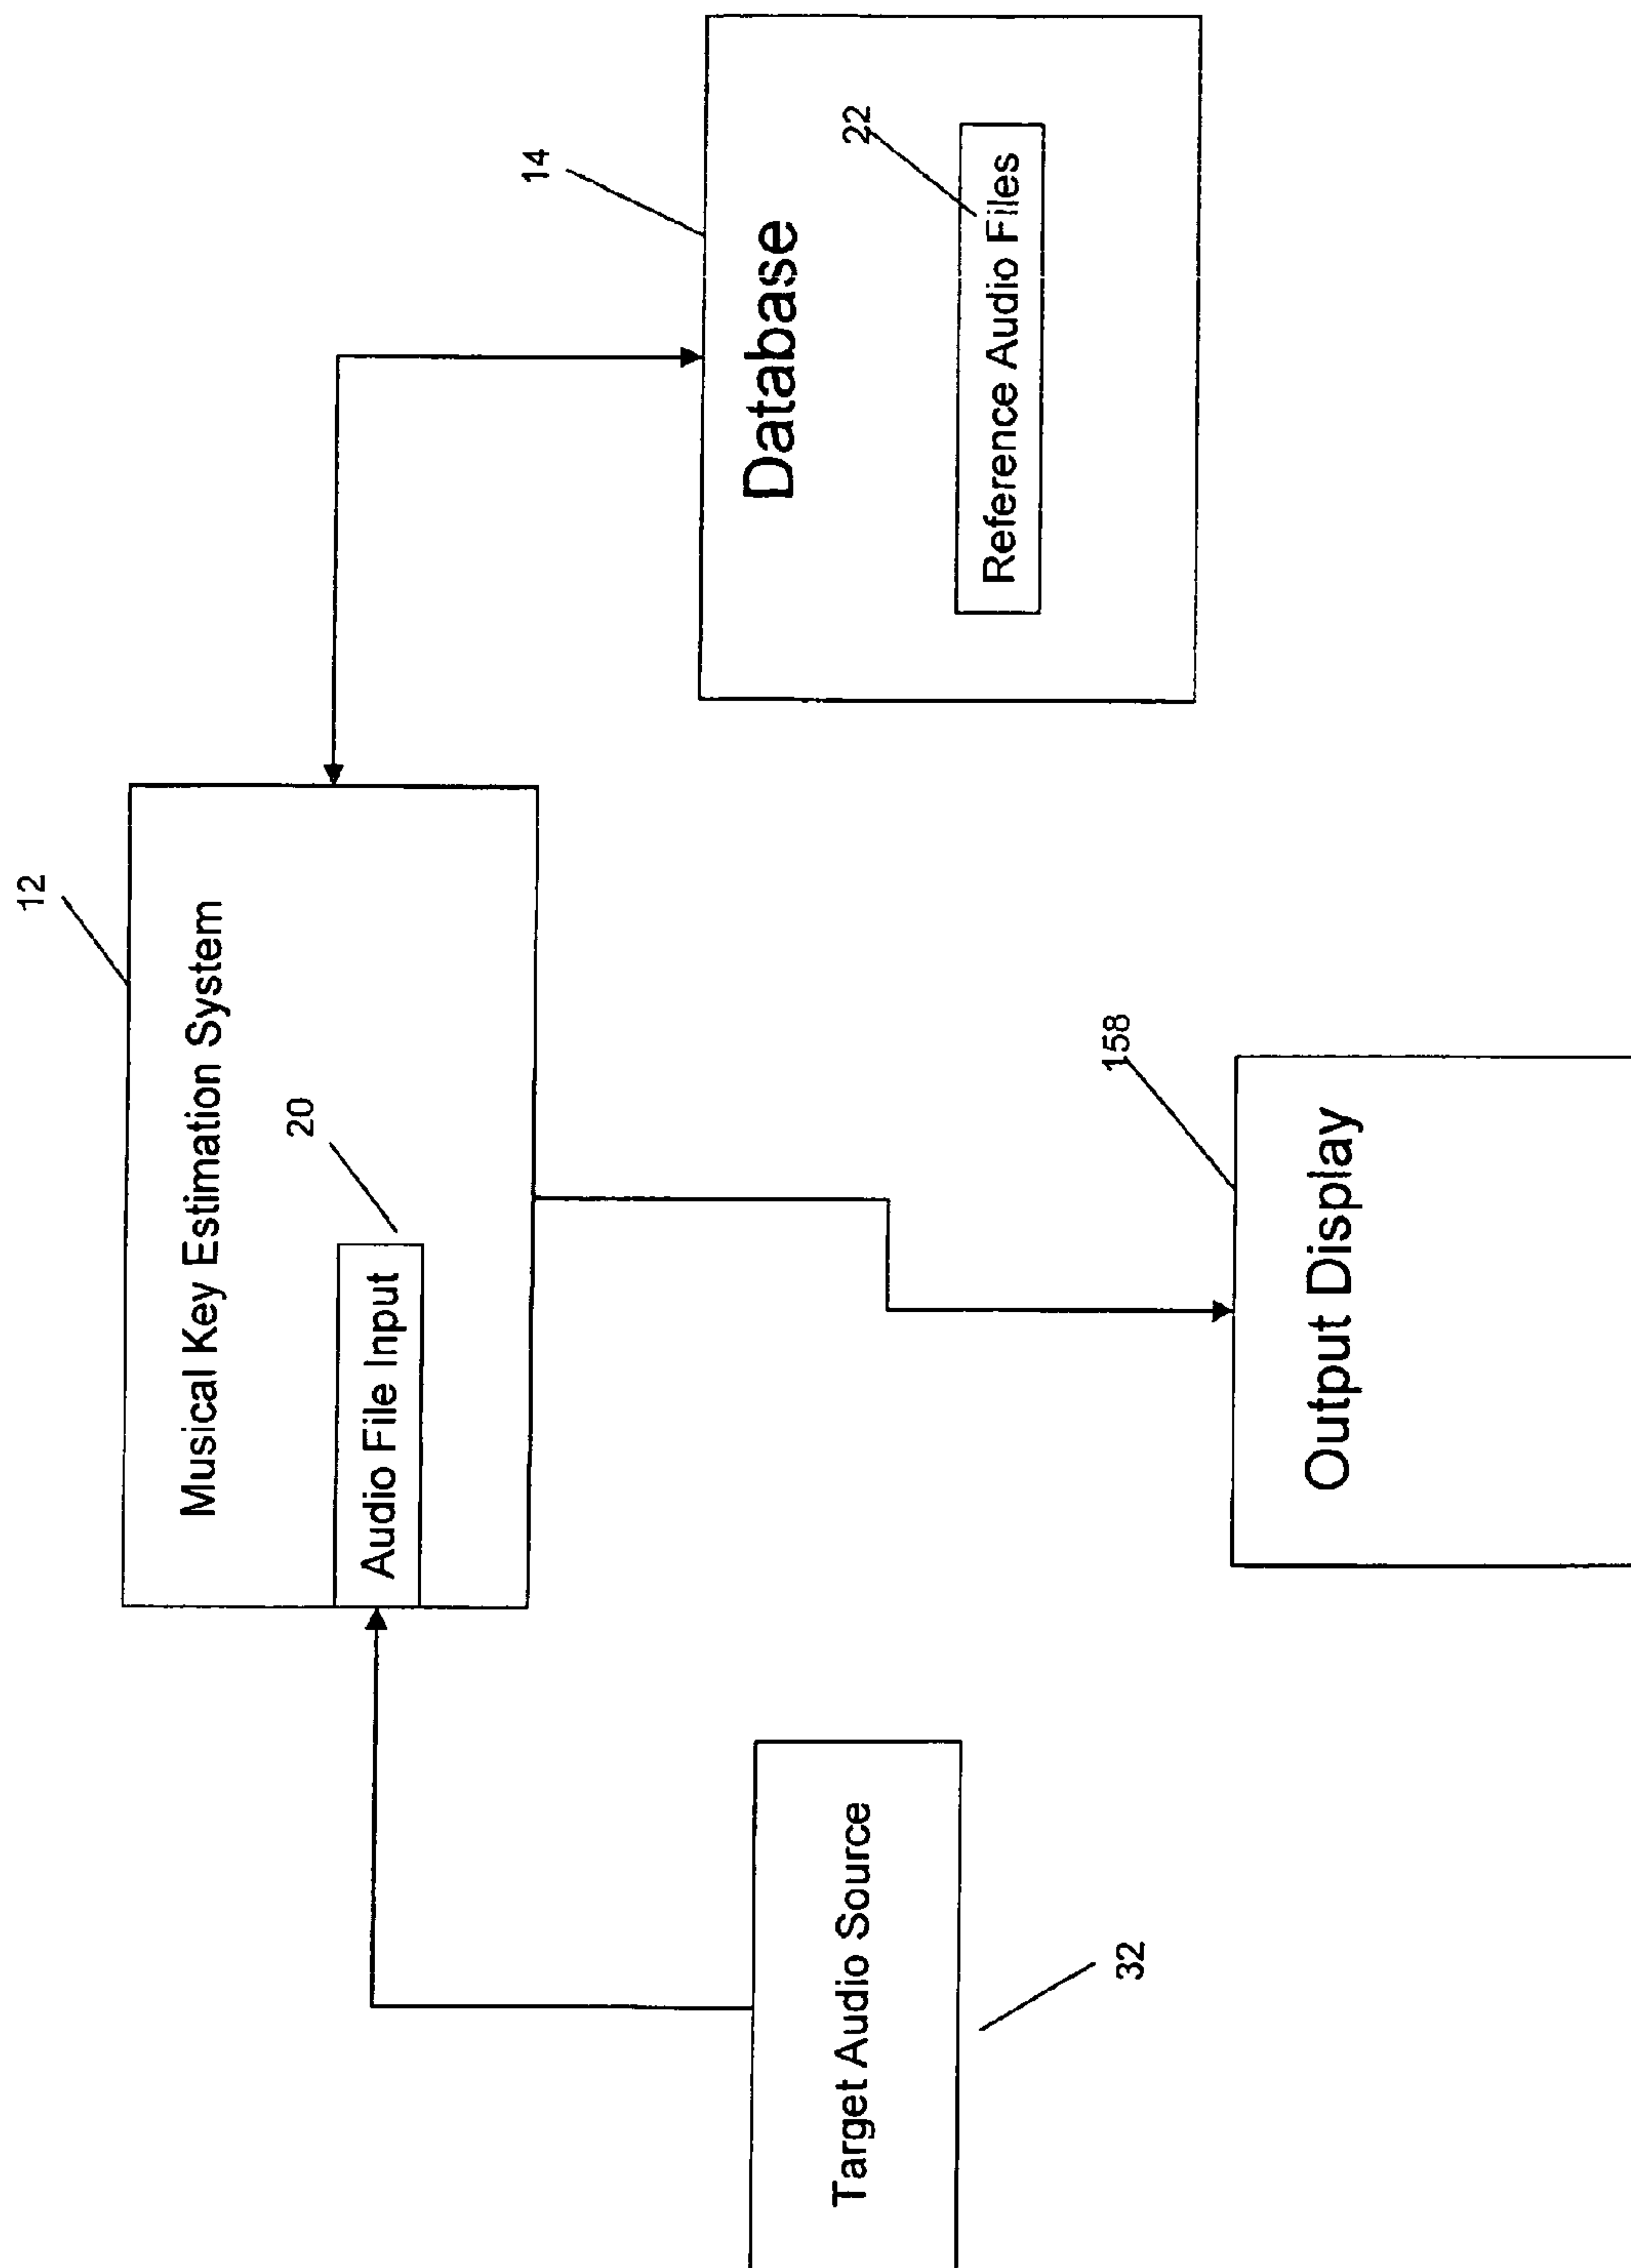 12
Musical Key Estimation System
20
Audio File Input
14
Database
22
Reference Audio Files
Target Audio Source
32
158
Output Display